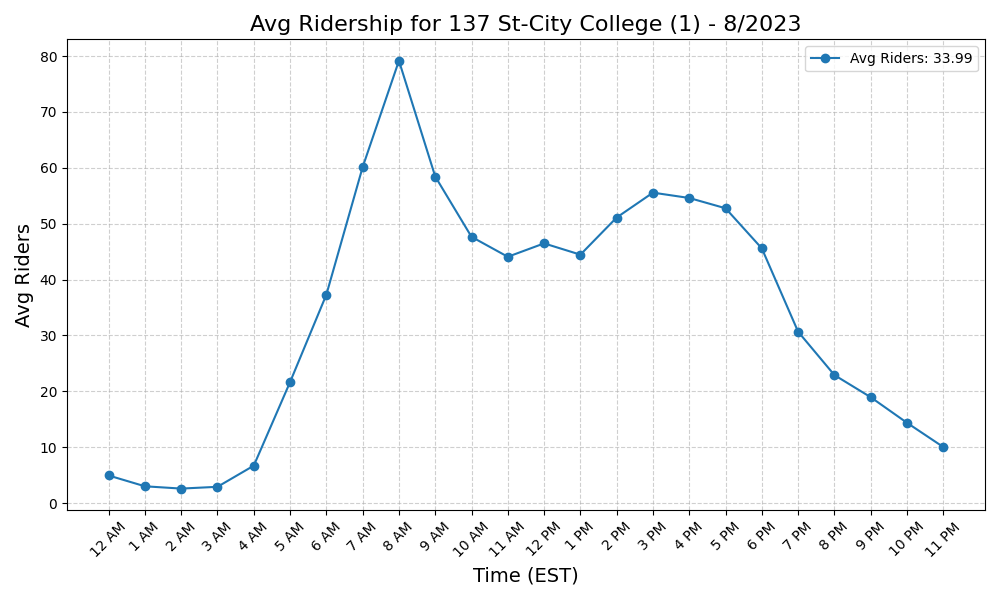 Avg Ridership for 137 St-City College (1) - 8/2023
Avg Riders: 33.99
Avg Riders
80
70
60
50
40
30
20
10
0
12 AM
1 AM
2 AM
3 AM
4 AM
5 AM
6 AM
7 AM
8 AM
9 AM
10 AM
11 AM
12 PM
1 PM
2 PM
3 PM
4 PM
5 PM
6 PM
7 PM
8 PM
9 PM
10 PM
11 PM
Time (EST)